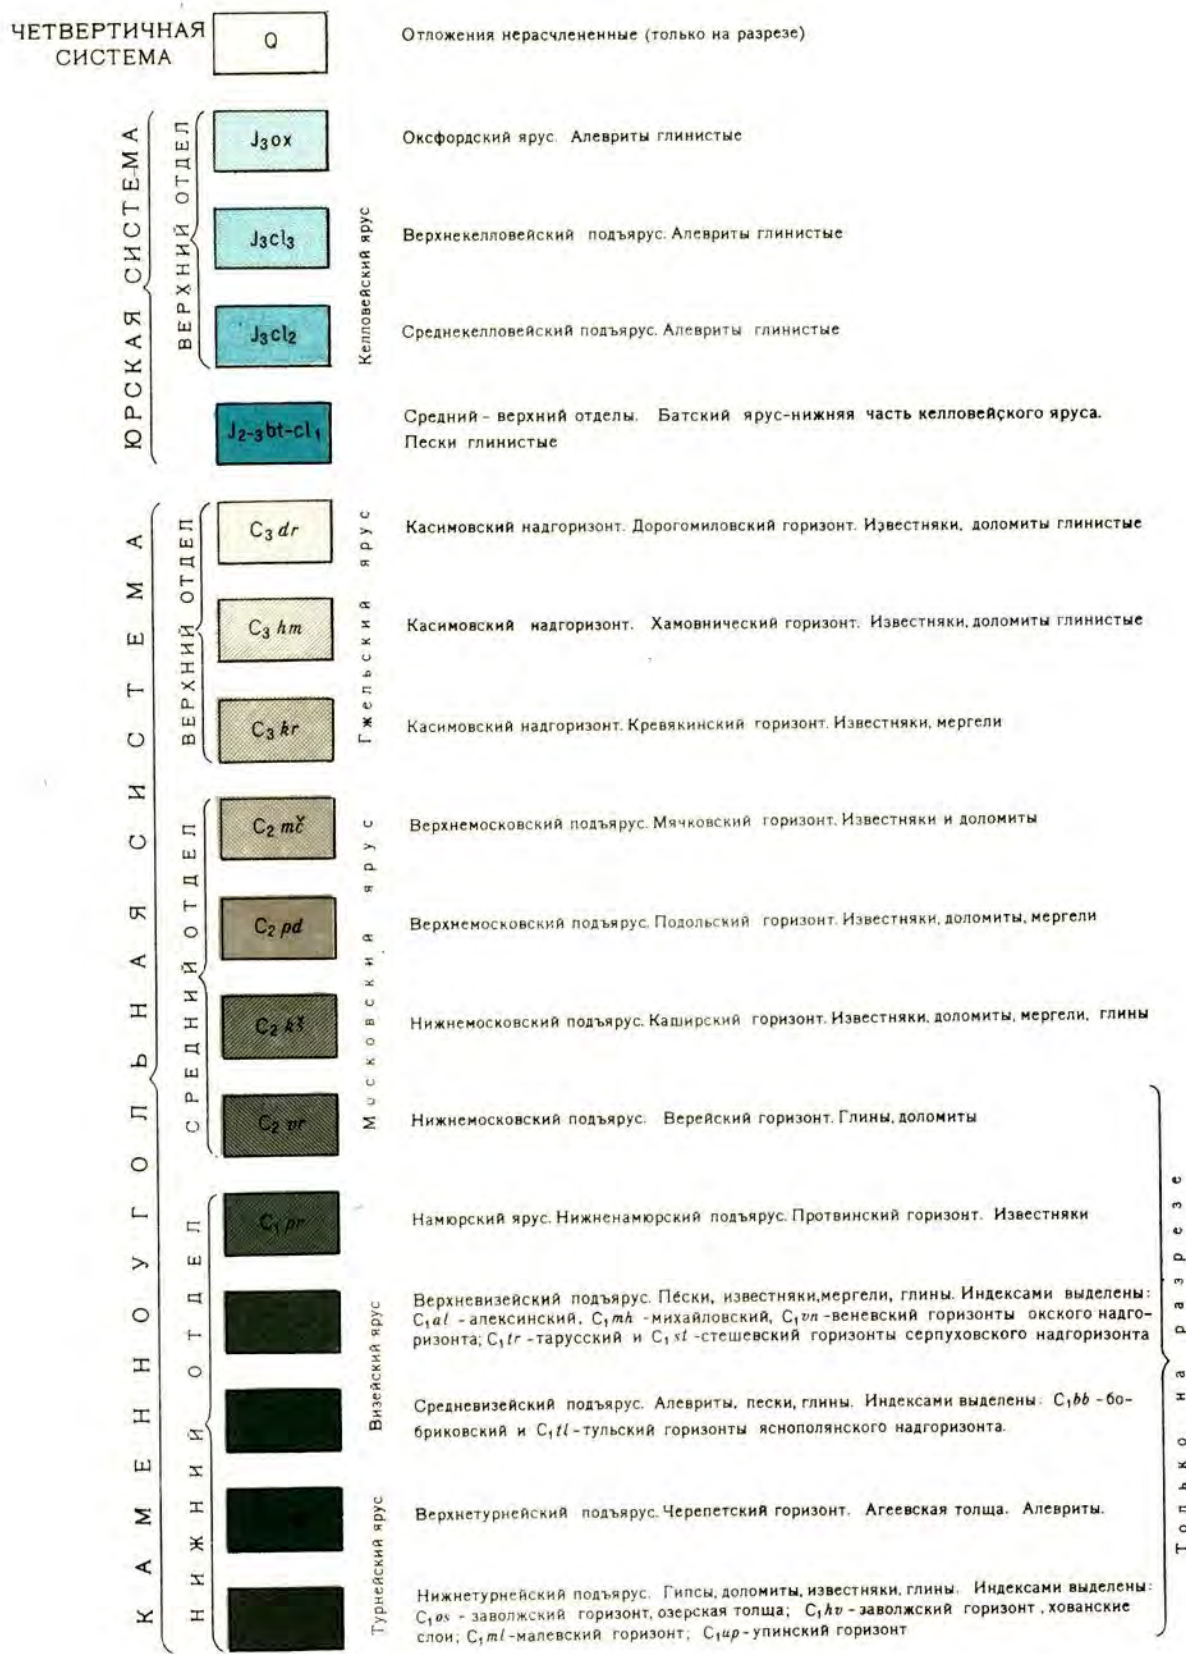 ЧЕТВЕРТИЧНАЯ
СИСТЕМА
Q
Отложения нерасчлененные (только на разрезе)
ЮРСКАЯ СИСТЕМА
ВЕРХНИЙ ОТДЕЛ
J₃ox
Оксфордский ярус. Алевриты глинистые
Келловейский ярус
J₃cl₃
Верхнекелловейский подъярус. Алевриты глинистые
J₃cl₂
Среднекелловейский подъярус. Алевриты глинистые
J₂-₃bt-cl₁
Средний - верхний отделы. Батский ярус-нижняя часть келловейского яруса.
Пески глинистые
КАМЕННОУГОЛЬНАЯ СИСТЕМА
ВЕРХНИЙ ОТДЕЛ
Гжельский ярус
C₃ dr
Касимовский надгоризонт. Дорогомиловский горизонт. Известняки, доломиты глинистые
C₃ hm
Касимовский надгоризонт. Хамовнический горизонт. Известняки, доломиты глинистые
C₃ kr
Касимовский надгоризонт. Кревякинский горизонт. Известняки, мергели
СРЕДНИЙ ОТДЕЛ
Московский ярус
C₂ mč
Верхнемосковский подъярус. Мячковский горизонт. Известняки и доломиты
C₂ pd
Верхнемосковский подъярус. Подольский горизонт. Известняки, доломиты, мергели
C₂ kš
Нижнемосковский подъярус. Каширский горизонт. Известняки, доломиты, мергели, глины
C₂ vr
Нижнемосковский подъярус. Верейский горизонт. Глины, доломиты
НИЖНИЙ ОТДЕЛ
C₁ pr
Намюрский ярус. Нижненамюрский подъярус. Протвинский горизонт. Известняки
Визейский ярус
Верхневизейский подъярус. Пески, известняки, мергели, глины. Индексами выделены:
C₁al - алексинский, C₁mh - михайловский, C₁vn - веневский горизонты окского надго-
ризонта; C₁tr - тарусский и C₁st - стешевский горизонты серпуховского надгоризонта
Средневизейский подъярус. Алевриты, пески, глины. Индексами выделены: C₁bb - бо-
бриковский и C₁tl - тульский горизонты яснополянского надгоризонта.
Турнейский ярус
Верхнетурнейский подъярус. Черепетский горизонт. Агеевская толща. Алевриты.
Нижнетурнейский подъярус. Гипсы, доломиты, известняки, глины. Индексами выделены:
C₁os - заволжский горизонт, озерская толща; C₁hv - заволжский горизонт, хованские
слои; C₁ml - малевский горизонт; C₁up - упинский горизонт
Только на разрезе